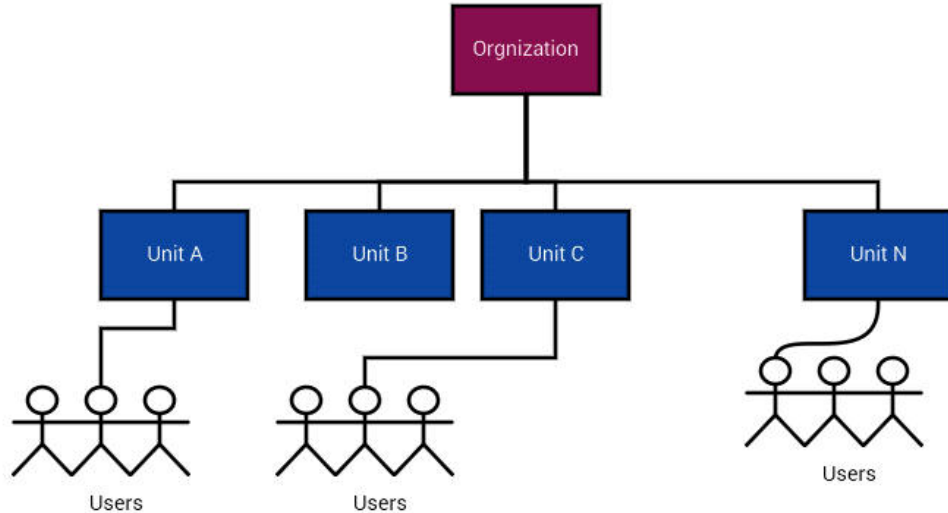 Orgnization
Unit A
Unit B
Unit C
Unit N
Users
Users
Users